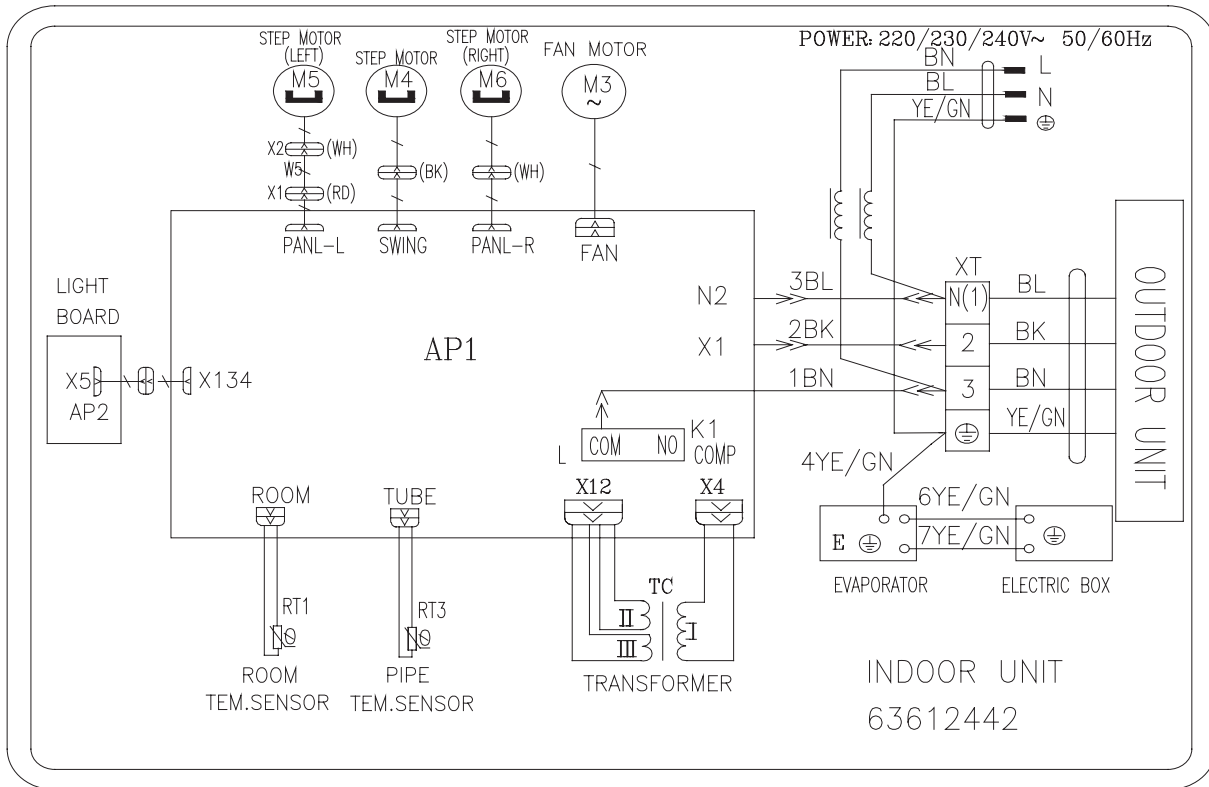 STEP MOTOR
(LEFT)
M5
STEP MOTOR
M4
STEP MOTOR
(RIGHT)
M6
FAN MOTOR
M3
~
POWER: 220/230/240V~ 50/60Hz
BN
L
BL
N
YE/GN
X2
(WH)
W5
X1
(RD)
(BK)
(WH)
PANL-L
SWING
PANL-R
FAN
LIGHT
BOARD
X5
AP2
X134
AP1
N2
3BL
X1
2BK
1BN
XT
N(1)
2
3
BL
BK
BN
YE/GN
OUTDOOR UNIT
L
COM NO
K1
COMP
4YE/GN
X12
X4
ROOM
TUBE
6YE/GN
7YE/GN
E
EVAPORATOR
ELECTRIC BOX
RT1
RT3
TC
II
III
I
ROOM
TEM.SENSOR
PIPE
TEM.SENSOR
TRANSFORMER
INDOOR UNIT
63612442